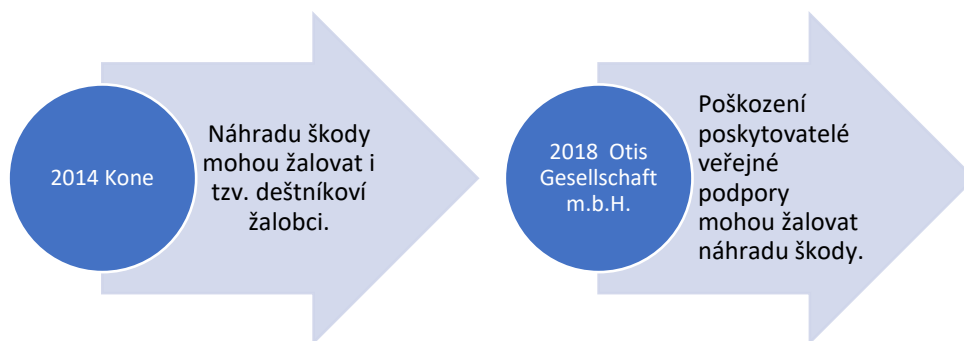 2014 Kone
Náhradu škody
mohou žalovat i
tzv. deštníkoví
žalobci.
2018 Otis
Gesellschaft
m.b.H.
Poškození
poskytovatelé
veřejné
podpory
mohou žalovat
náhradu škody.